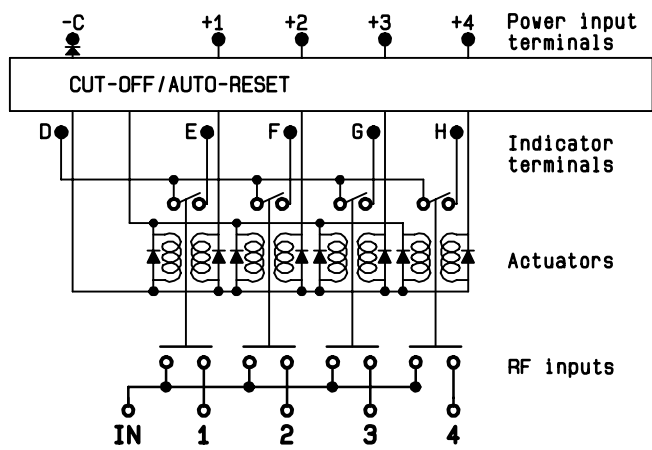 -C +1 +2 +3 +4 Power input
terminals
CUT-OFF/AUTO-RESET
D E F G H Indicator
terminals
Actuators
RF inputs
IN 1 2 3 4